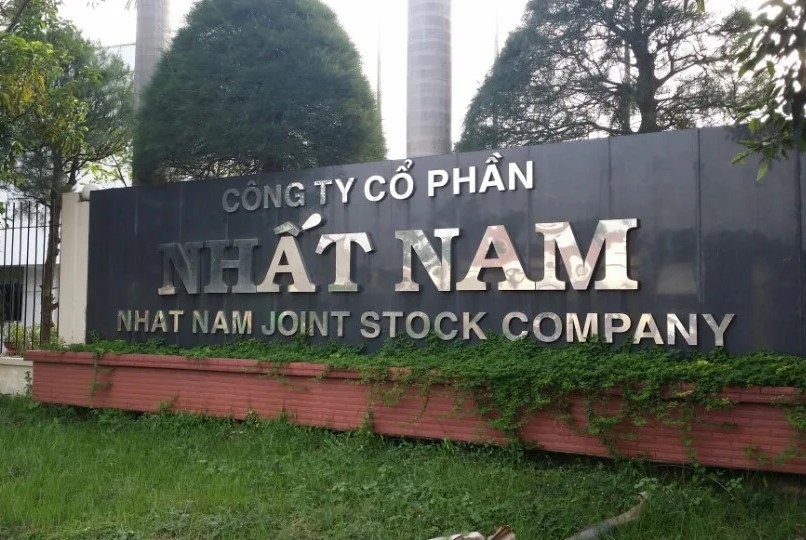 CÔNG TY CỔ PHẦN
NHẤT NAM
NHAT NAM JOINT STOCK COMPANY